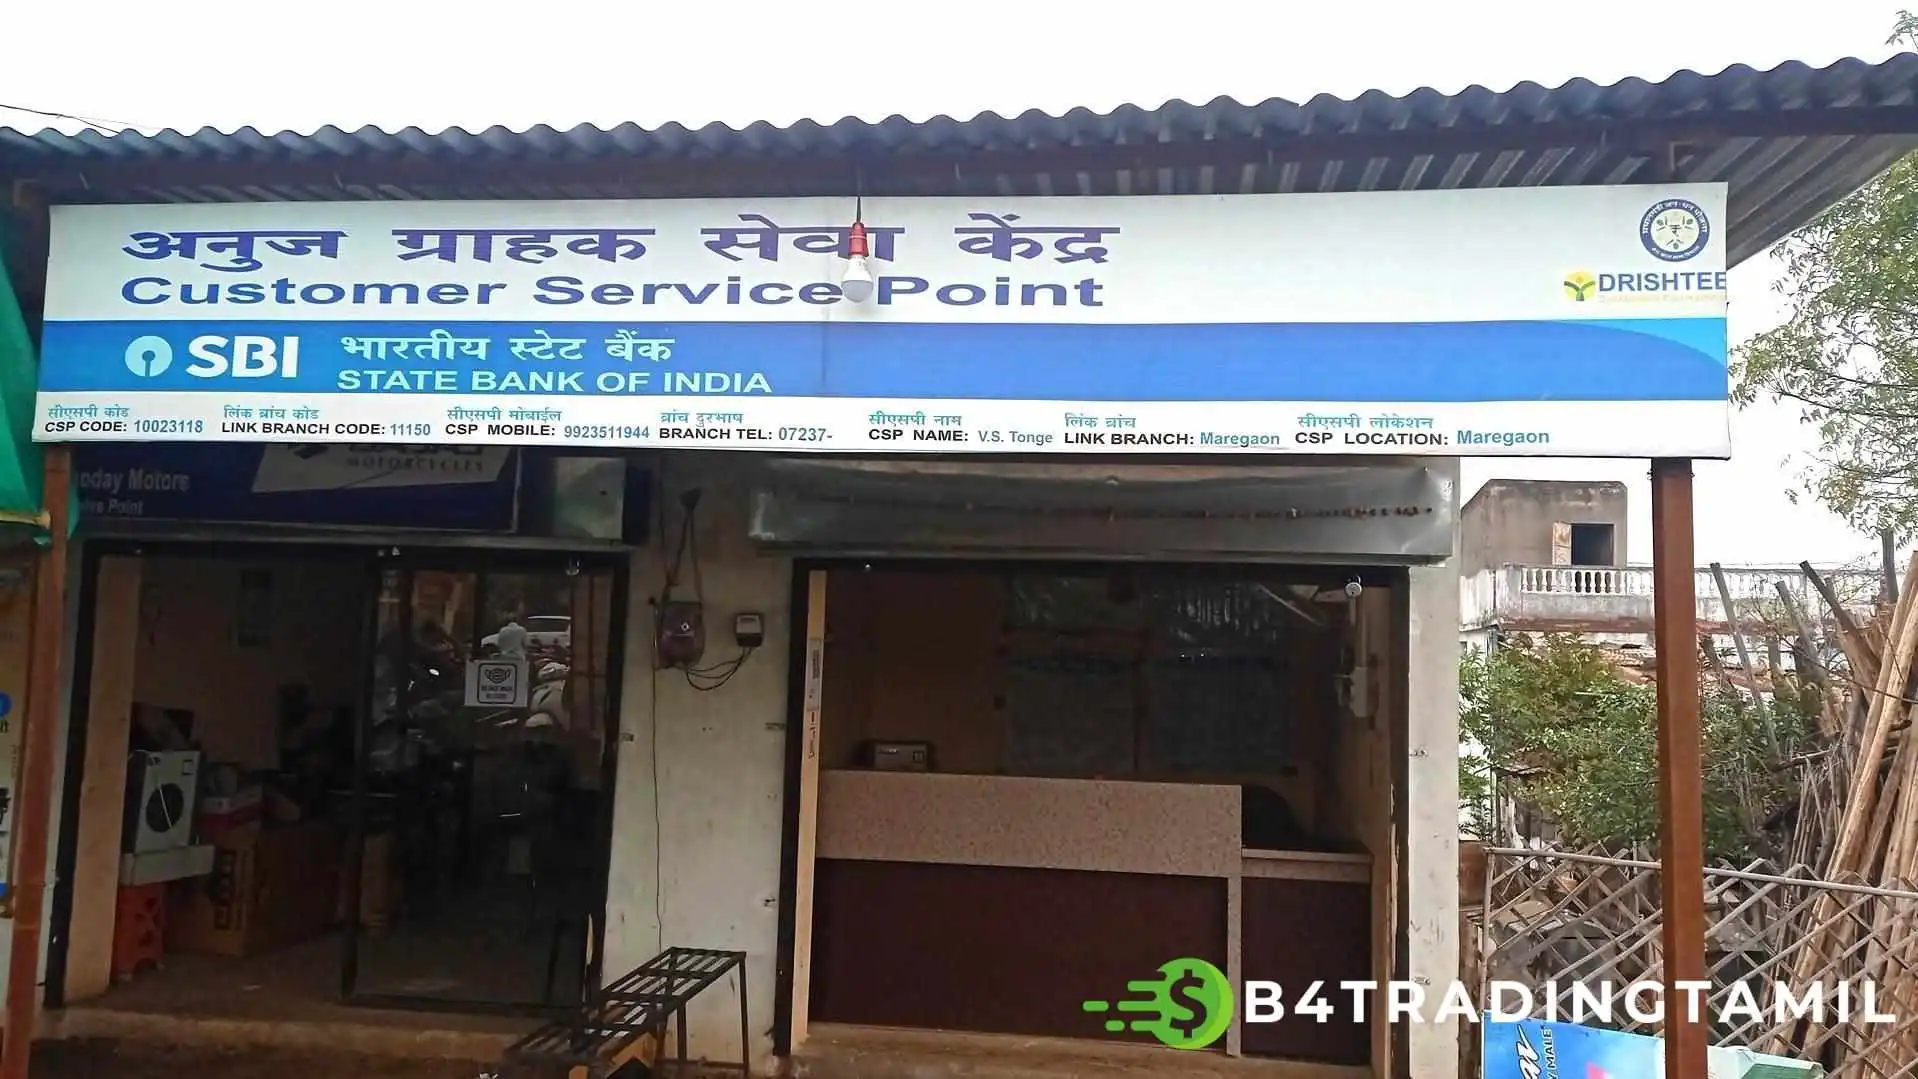 अनुज ग्राहक सेवा केंद्र
Customer Service Point
DRISHTEE
SBI
भारतीय स्टेट बैंक
STATE BANK OF INDIA
सीएसपी कोड लिंक ब्रांच कोड सीएसपी मोबाईल ब्रांच दुरभाष सीएसपी नाम लिंक ब्रांच सीएसपी लोकेशन
CSP CODE: 10023118 LINK BRANCH CODE: 11150 CSP MOBILE: 9923511944 BRANCH TEL: 07237- CSP NAME: V.S. Tonge LINK BRANCH: Maregaon CSP LOCATION: Maregaon
MOTORCYCLES
oday Motors
Point
B4TRADINGTAMIL